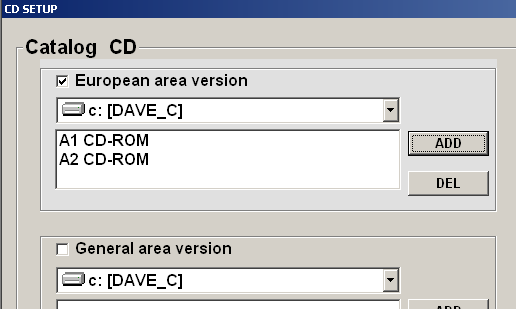 CD SETUP
Catalog CD
European area version
c: [DAVE_C]
A1 CD-ROM
A2 CD-ROM
ADD
DEL
General area version
c: [DAVE_C]
ADD